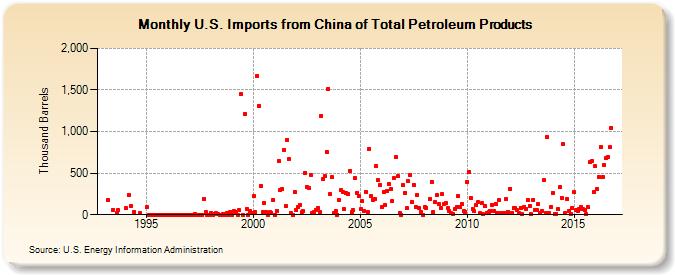 Monthly U.S. Imports from China of Total Petroleum Products
Thousand Barrels
2,000
1,500
1,000
500
0
1995 2000 2005 2010 2015
Source: U.S. Energy Information Administration